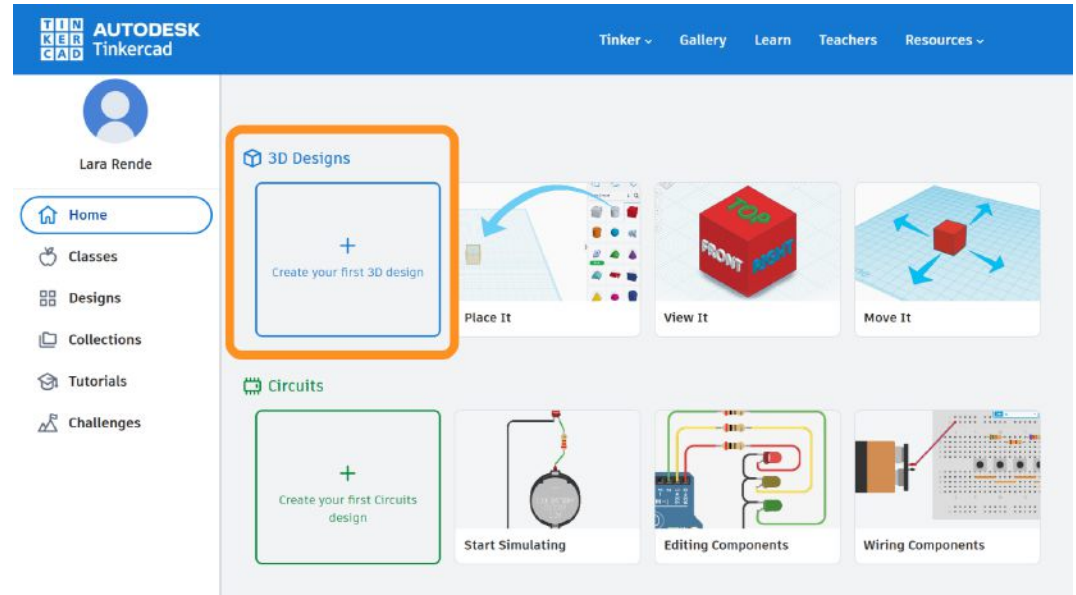 TIN
KER
CAD
AUTODESK
Tinkercad
Tinker
Gallery
Learn
Teachers
Resources
Lara Rende
Home
Classes
Designs
Collections
Tutorials
Challenges
3D Designs
+
Create your first 3D design
Place It
TOP
FRONT
RIGHT
View It
Move It
Circuits
+
Create your first Circuits
design
Start Simulating
Editing Components
Wiring Components